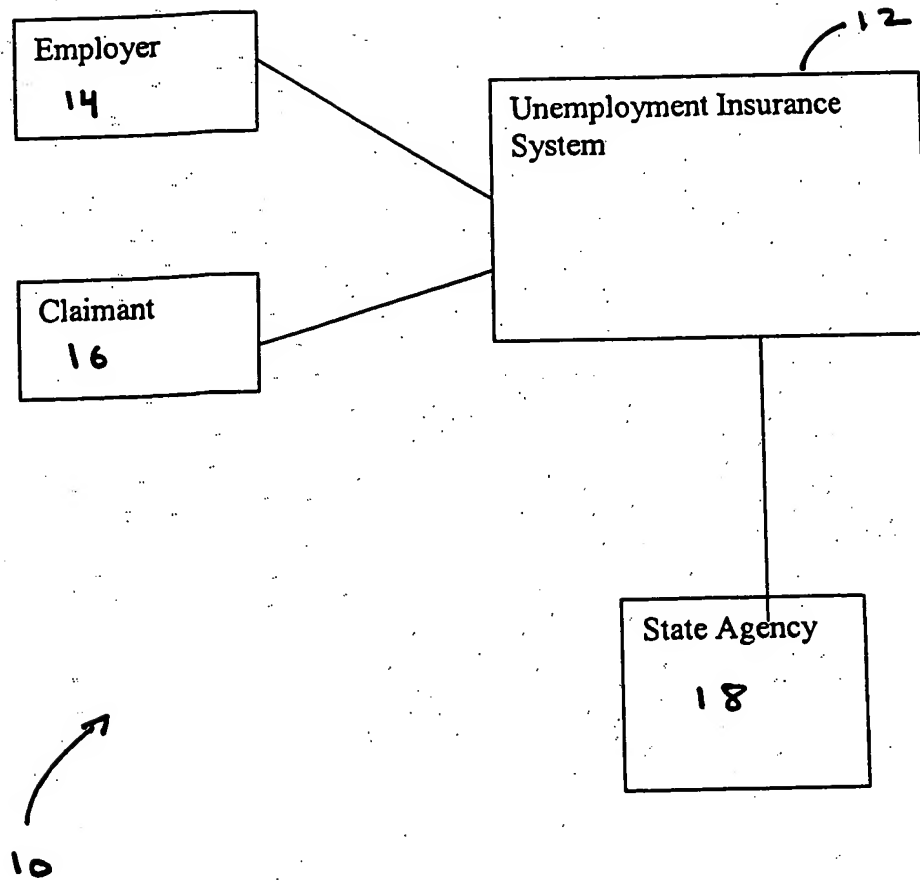 Employer
14
12
Unemployment Insurance
System
Claimant
16
State Agency
18
10